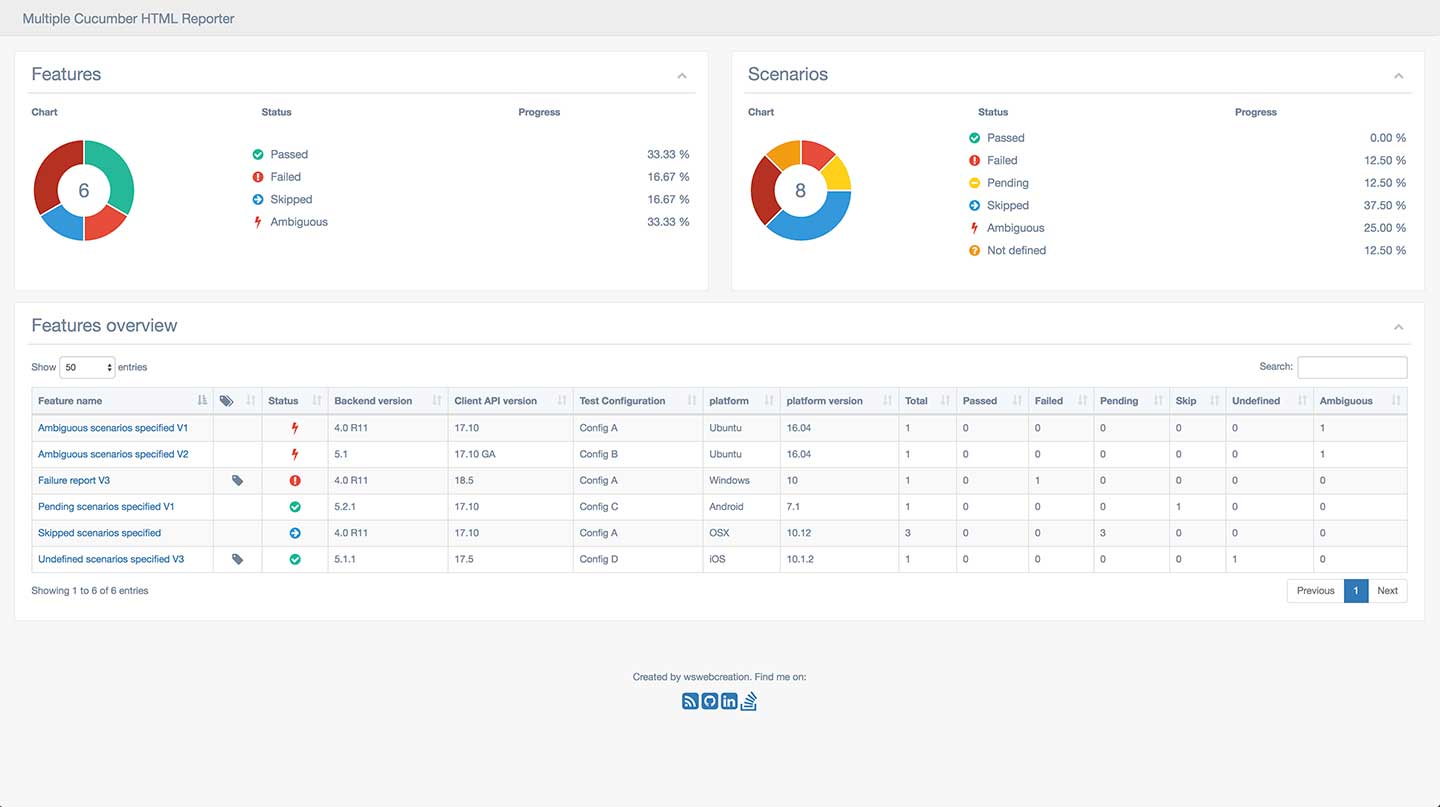 Multiple Cucumber HTML Reporter
Features
Chart Status Progress
6
Passed 33.33 %
Failed 16.67 %
Skipped 16.67 %
Ambiguous 33.33 %
Scenarios
Chart Status Progress
8
Passed 0.00 %
Failed 12.50 %
Pending 12.50 %
Skipped 37.50 %
Ambiguous 25.00 %
Not defined 12.50 %
Features overview
Show 50 entries Search:
Feature name Status Backend version Client API version Test Configuration platform platform version Total Passed Failed Pending Skip Undefined Ambiguous
Ambiguous scenarios specified V1 4.0 R11 17.10 Config A Ubuntu 16.04 1 0 0 0 0 0 1
Ambiguous scenarios specified V2 5.1 17.10 GA Config B Ubuntu 16.04 1 0 0 0 0 0 1
Failure report V3 4.0 R11 18.5 Config A Windows 10 1 0 1 0 0 0 0
Pending scenarios specified V1 5.2.1 17.10 Config C Android 7.1 1 0 0 0 1 0 0
Skipped scenarios specified 4.0 R11 17.10 Config A OSX 10.12 3 0 0 3 0 0 0
Undefined scenarios specified V3 5.1.1 17.5 Config D iOS 10.1.2 1 0 0 0 0 1 0
Showing 1 to 6 of 6 entries Previous 1 Next
Created by wswebcreation. Find me on:
in